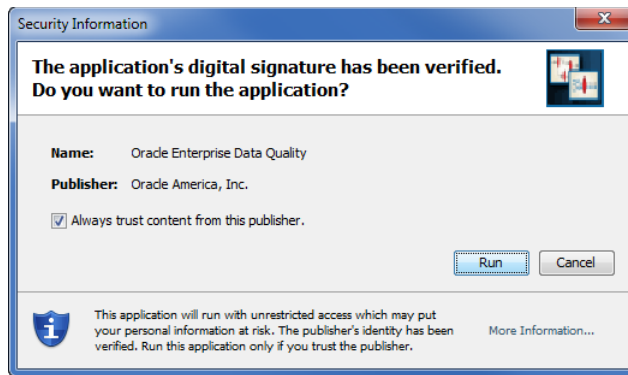 Security Information
The application's digital signature has been verified.
Do you want to run the application?
Name: Oracle Enterprise Data Quality
Publisher: Oracle America, Inc.
Always trust content from this publisher.
Run Cancel
This application will run with unrestricted access which may put
your personal information at risk. The publisher's identity has been
verified. Run this application only if you trust the publisher.
More Information...